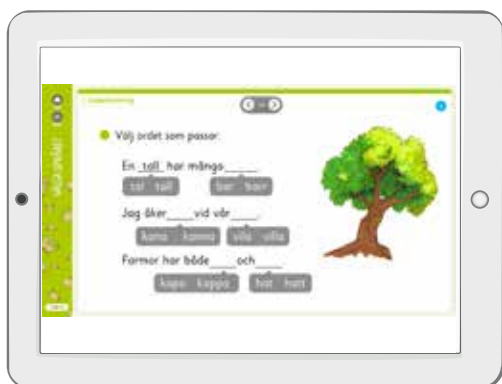 Välj ordet som passar.
En tall har många
tal tall
barr
Jag åker vid vår
kana kanna vila villa
Farmor har både och
kapa kappa hat hatt